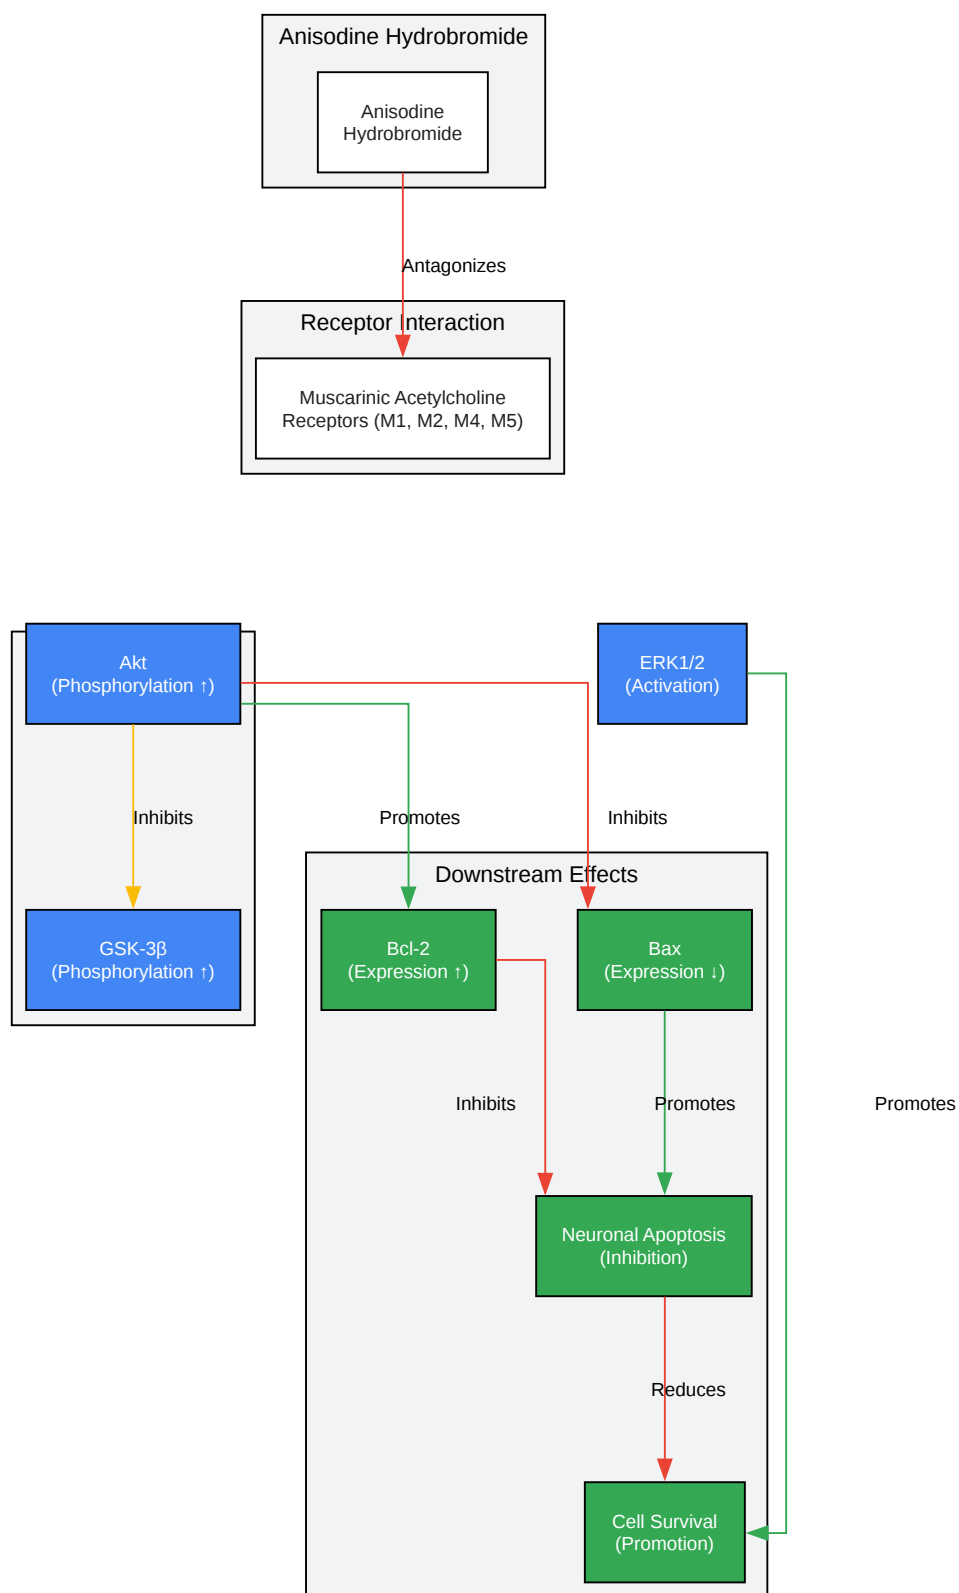 Anisodine Hydrobromide
Anisodine
Hydrobromide
Antagonizes
Receptor Interaction
Muscarinic Acetylcholine
Receptors (M1, M2, M4, M5)
Akt
(Phosphorylation ↑)
ERK1/2
(Activation)
Inhibits
Promotes
Inhibits
Downstream Effects
GSK-3β
(Phosphorylation ↑)
Bcl-2
(Expression ↑)
Bax
(Expression ↓)
Inhibits
Promotes
Promotes
Neuronal Apoptosis
(Inhibition)
Reduces
Cell Survival
(Promotion)